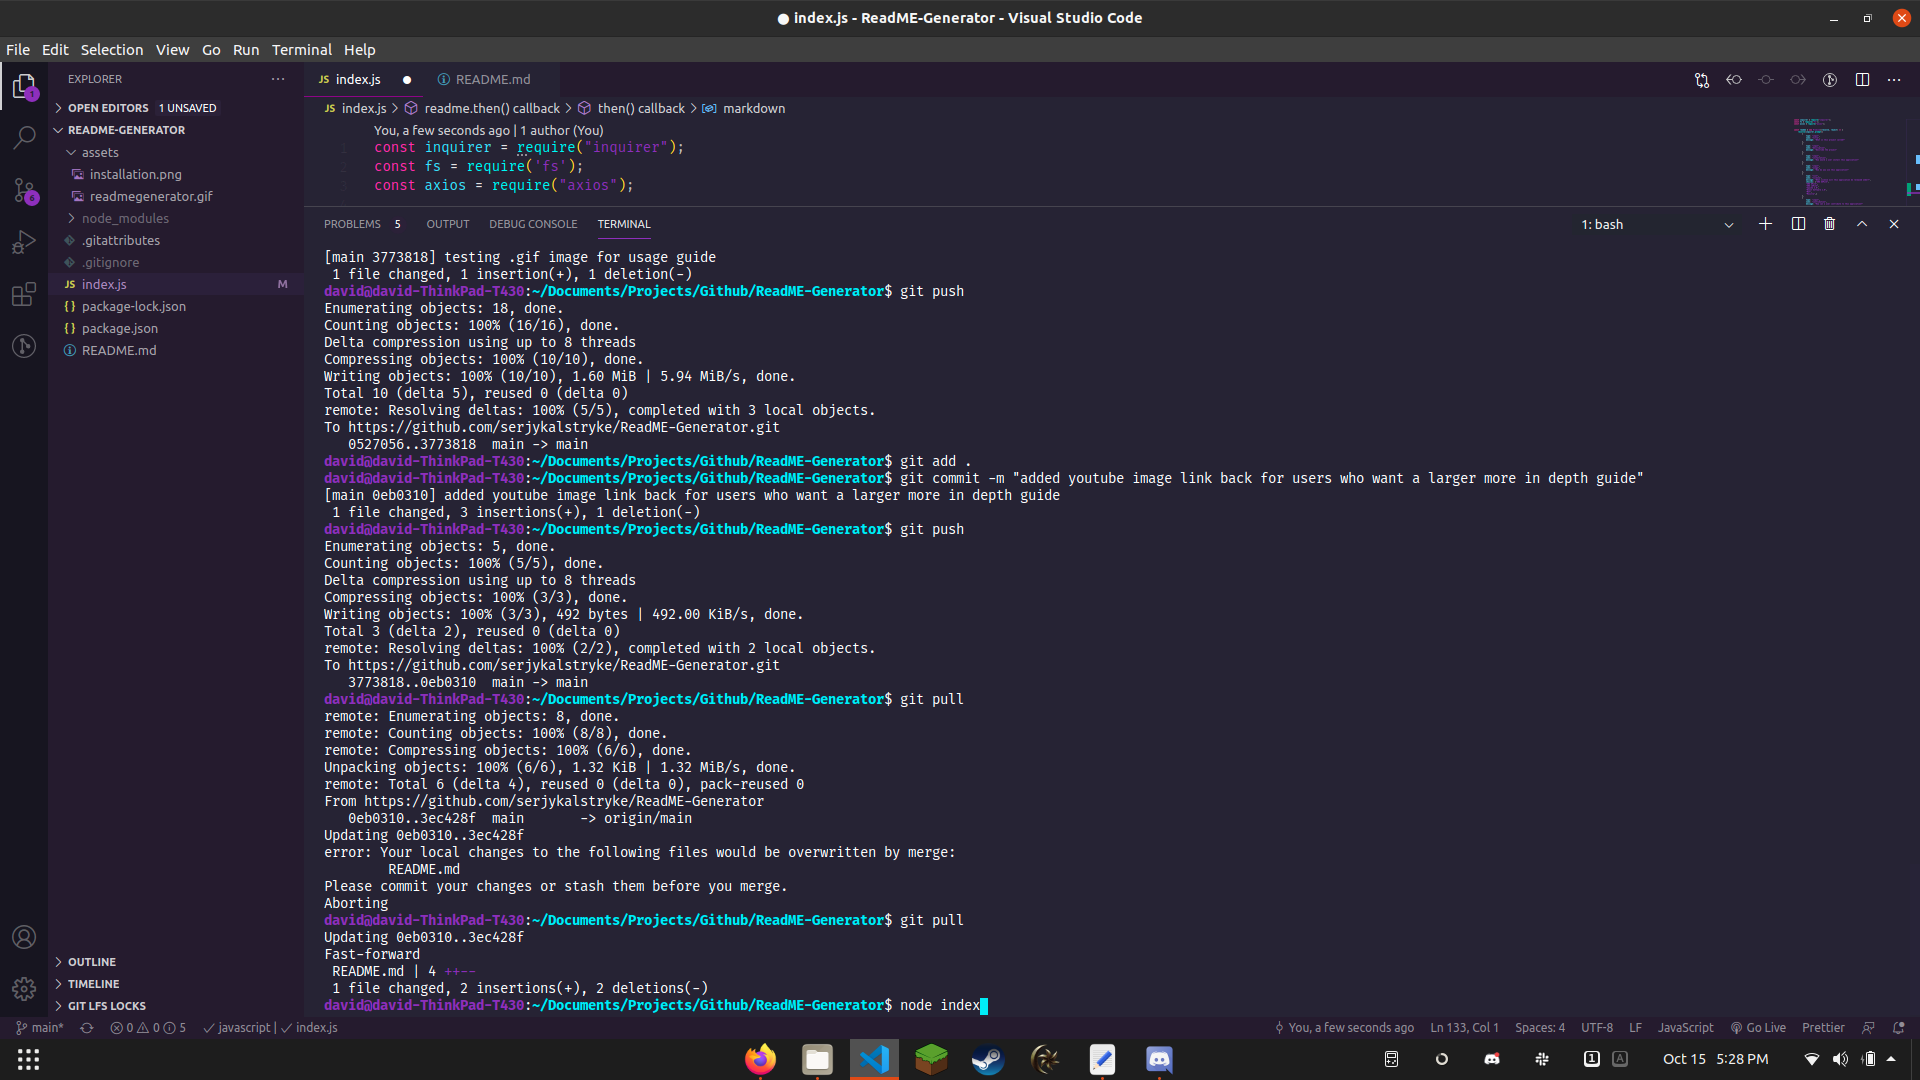 ● index.js - ReadME-Generator - Visual Studio Code
File Edit Selection View Go Run Terminal Help
EXPLORER
index.js
README.md
OPEN EDITORS 1 UNSAVED
index.js > readme.then() callback > then() callback > markdown
README-GENERATOR
You, a few seconds ago | 1 author (You)
const inquirer = require("inquirer");
const fs = require('fs');
const axios = require("axios");
assets
installation.png
readmegenerator.gif
node_modules
.gitattributes
.gitignore
index.js M
package-lock.json
package.json
README.md
OUTLINE
TIMELINE
GIT LFS LOCKS
PROBLEMS 5 OUTPUT DEBUG CONSOLE TERMINAL 1: bash
[main 3773818] testing .gif image for usage guide
1 file changed, 1 insertion(+), 1 deletion(-)
david@david-ThinkPad-T430:~/Documents/Projects/Github/ReadME-Generator$ git push
Enumerating objects: 18, done.
Counting objects: 100% (16/16), done.
Delta compression using up to 8 threads
Compressing objects: 100% (10/10), done.
Writing objects: 100% (10/10), 1.60 MiB | 5.94 MiB/s, done.
Total 10 (delta 5), reused 0 (delta 0)
remote: Resolving deltas: 100% (5/5), completed with 3 local objects.
To https://github.com/serjykalstryke/ReadME-Generator.git
0527056..3773818 main -> main
david@david-ThinkPad-T430:~/Documents/Projects/Github/ReadME-Generator$ git add .
david@david-ThinkPad-T430:~/Documents/Projects/Github/ReadME-Generator$ git commit -m "added youtube image link back for users who want a larger more in depth guide"
[main 0eb0310] added youtube image link back for users who want a larger more in depth guide
1 file changed, 3 insertions(+), 1 deletion(-)
david@david-ThinkPad-T430:~/Documents/Projects/Github/ReadME-Generator$ git push
Enumerating objects: 5, done.
Counting objects: 100% (5/5), done.
Delta compression using up to 8 threads
Compressing objects: 100% (3/3), done.
Writing objects: 100% (3/3), 492 bytes | 492.00 KiB/s, done.
Total 3 (delta 2), reused 0 (delta 0)
remote: Resolving deltas: 100% (2/2), completed with 2 local objects.
To https://github.com/serjykalstryke/ReadME-Generator.git
3773818..0eb0310 main -> main
david@david-ThinkPad-T430:~/Documents/Projects/Github/ReadME-Generator$ git pull
remote: Enumerating objects: 8, done.
remote: Counting objects: 100% (8/8), done.
remote: Compressing objects: 100% (6/6), done.
Unpacking objects: 100% (6/6), 1.32 KiB | 1.32 MiB/s, done.
remote: Total 6 (delta 4), reused 0 (delta 0), pack-reused 0
From https://github.com/serjykalstryke/ReadME-Generator
0eb0310..3ec428f main -> origin/main
Updating 0eb0310..3ec428f
error: Your local changes to the following files would be overwritten by merge:
README.md
Please commit your changes or stash them before you merge.
Aborting
david@david-ThinkPad-T430:~/Documents/Projects/Github/ReadME-Generator$ git pull
Updating 0eb0310..3ec428f
Fast-forward
README.md | 4 ++--
1 file changed, 2 insertions(+), 2 deletions(-)
david@david-ThinkPad-T430:~/Documents/Projects/Github/ReadME-Generator$ node index
main* 0 0 5 javascript | index.js You, a few seconds ago Ln 133, Col 1 Spaces: 4 UTF-8 LF JavaScript Go Live Prettier
1 A Oct 15 5:28 PM